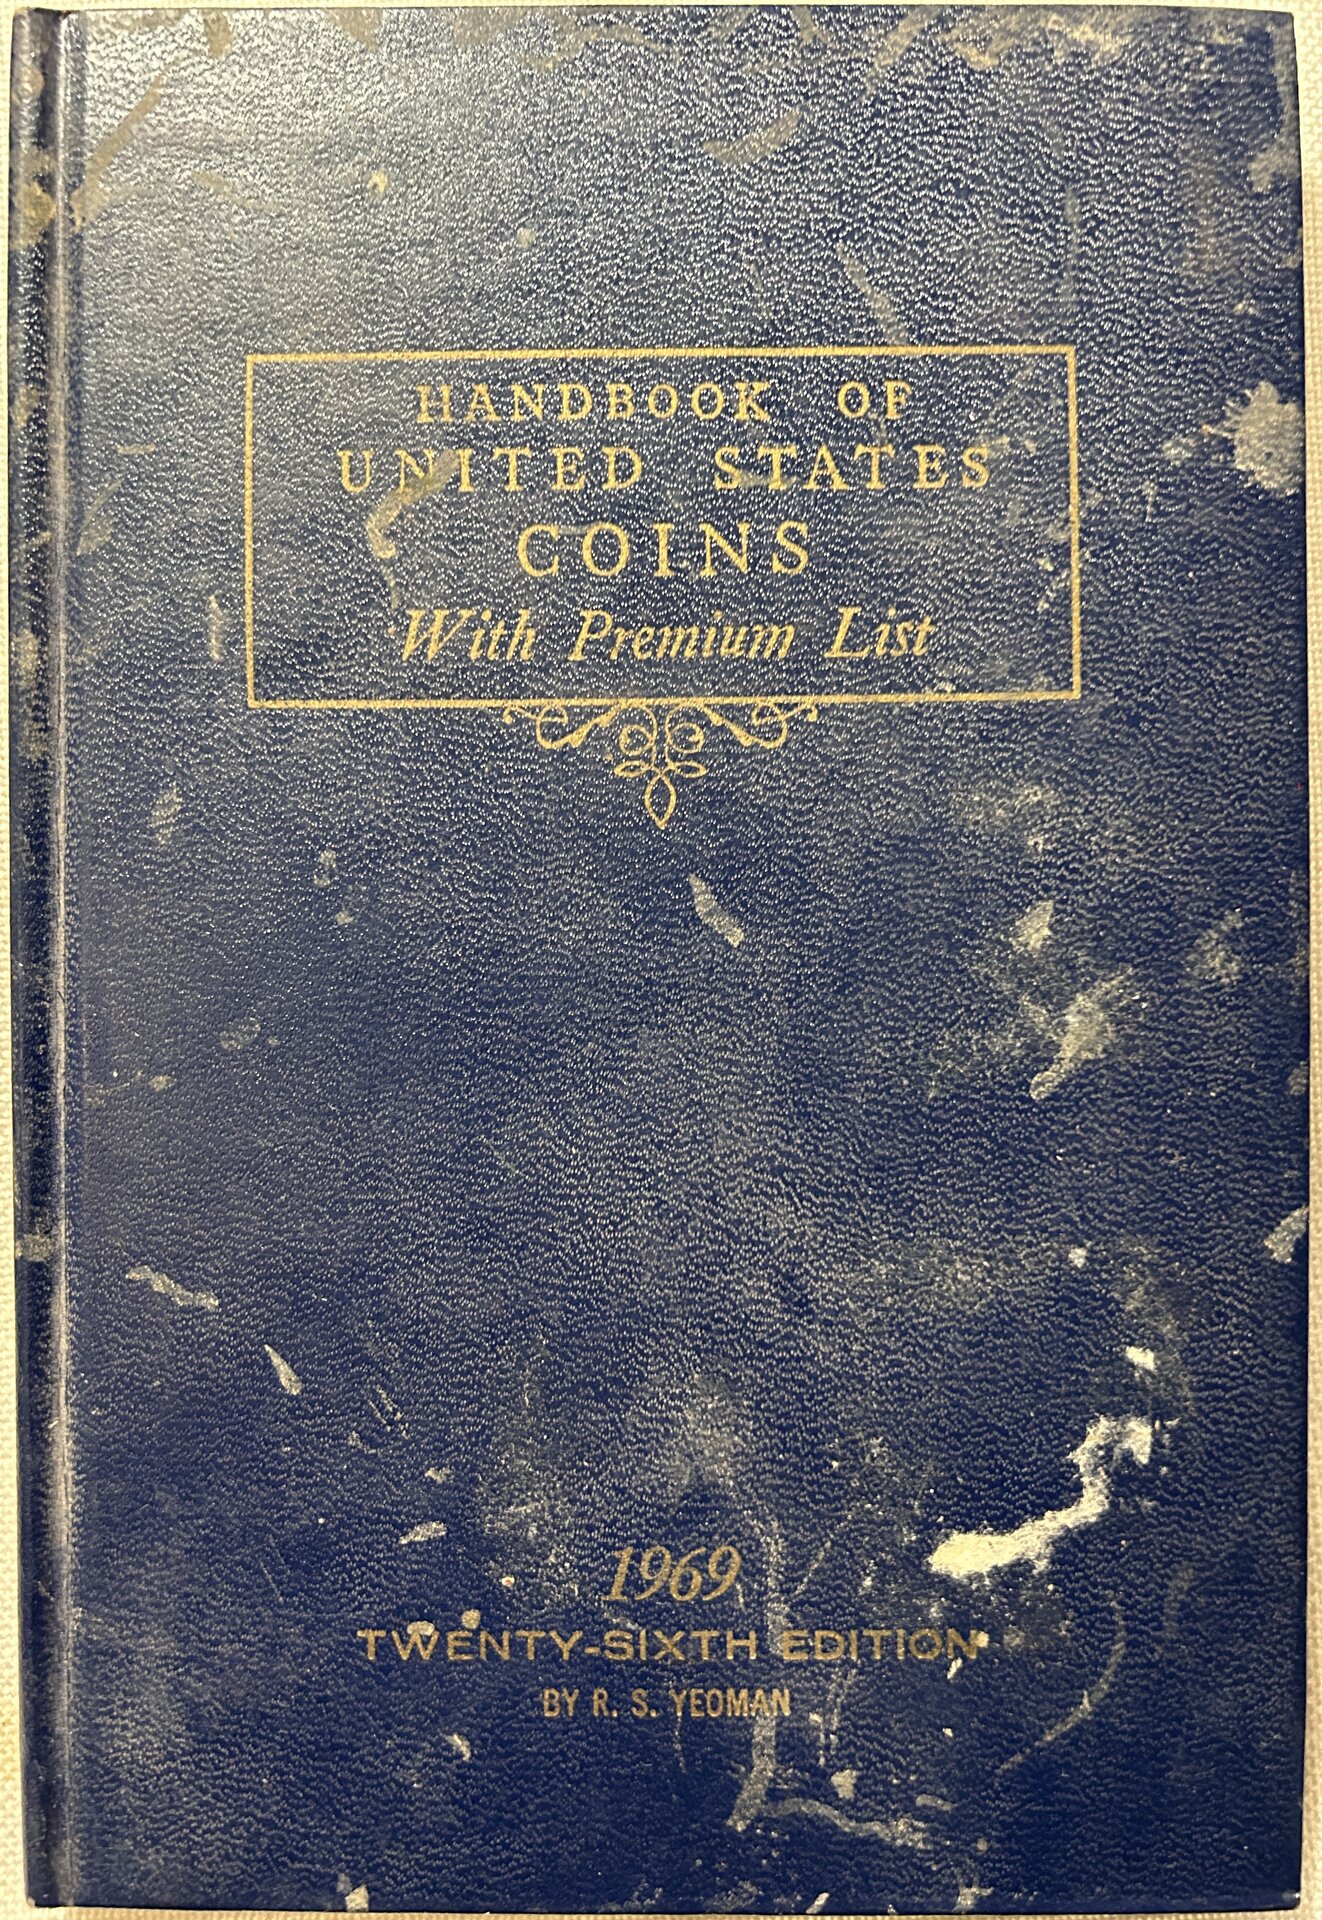 HANDBOOK OF
UNITED STATES
COINS
With Premium List
1969
TWENTY-SIXTH EDITION
BY R. S. YEOMAN